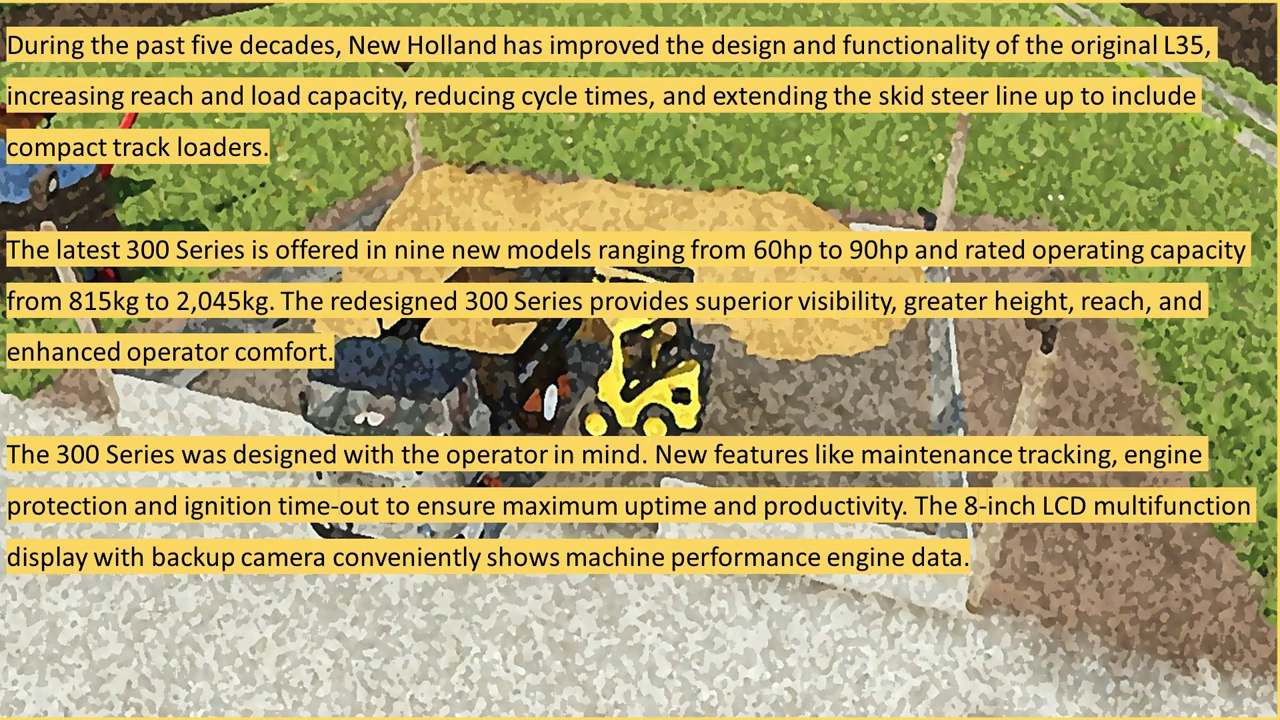 During the past five decades, New Holland has improved the design and functionality of the original L35,
increasing reach and load capacity, reducing cycle times, and extending the skid steer line up to include
compact track loaders.
The latest 300 Series is offered in nine new models ranging from 60hp to 90hp and rated operating capacity
from 815kg to 2,045kg. The redesigned 300 Series provides superior visibility, greater height, reach, and
enhanced operator comfort.
The 300 Series was designed with the operator in mind. New features like maintenance tracking, engine
protection and ignition time-out to ensure maximum uptime and productivity. The 8-inch LCD multifunction
display with backup camera conveniently shows machine performance engine data.